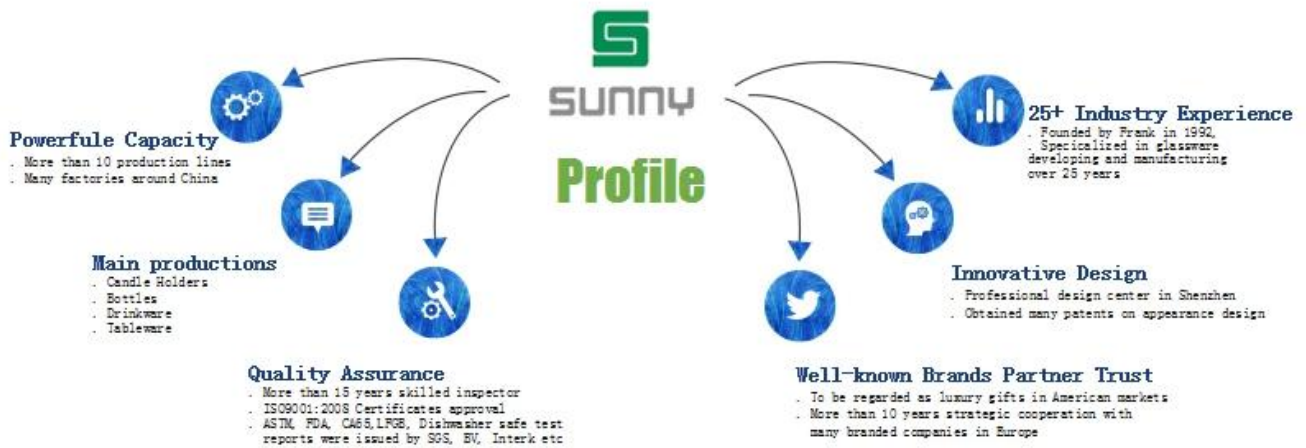 SUNNY
Profile
Powerfule Capacity
. More than 10 production lines
. Many factories around China
Main productions
. Candle Holders
. Bottles
. Drinkware
. Tableware
Quality Assurance
. More than 15 years skilled inspector
. ISO9001:2008 Certificates approval
. ASTM, FDA, CA65,LFGB, Dishwasher safe test
reports were issued by SGS, BV, Interk etc
25+ Industry Experience
. Founded by Frank in 1992,
. Specicalized in glassware
developing and manufacturing
over 25 years
Innovative Design
. Professional design center in Shenzhen
. Obtained many patents on appearance design
Well-known Brands Partner Trust
. To be regarded as luxury gifts in American markets
. More than 10 years strategic cooperation with
many branded companies in Europe